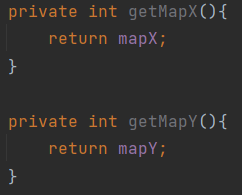 private int getMapX(){
    return mapX;
}

private int getMapY(){
    return mapY;
}